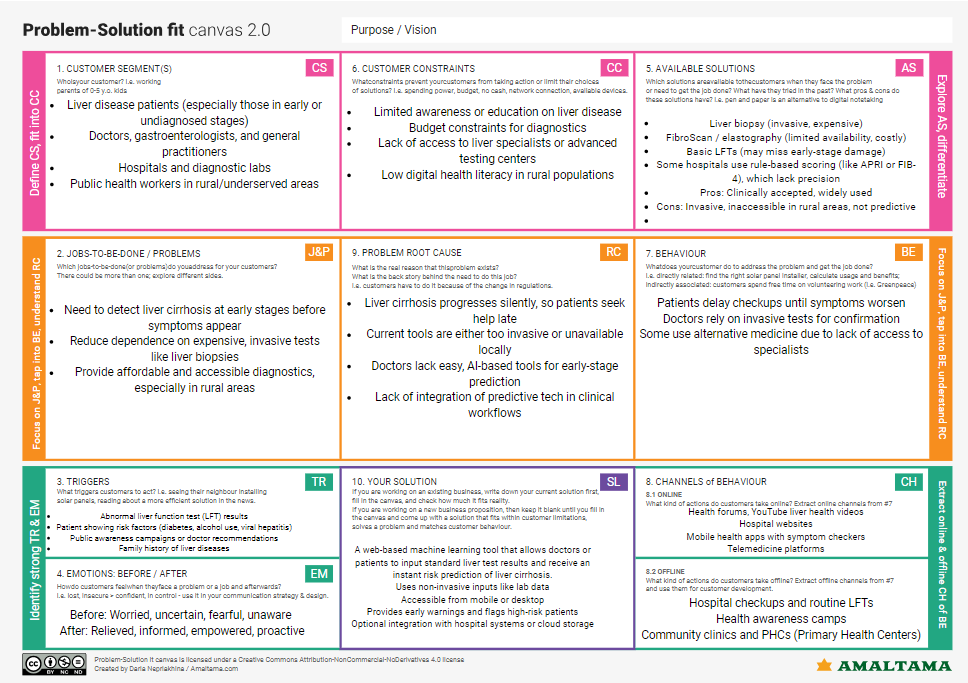 Problem-Solution fit canvas 2.0
Purpose / Vision
Define CS, fit into CC
1. CUSTOMER SEGMENT(S)
CS
Whoisyour customer? i.e. working
parents of 0-5 y.o. kids
• Liver disease patients (especially those in early or
undiagnosed stages)
• Doctors, gastroenterologists, and general
practitioners
• Hospitals and diagnostic labs
• Public health workers in rural/underserved areas
6. CUSTOMER CONSTRAINTS
CC
Whatconstraints prevent yourcustomers from taking action or limit their choices
of solutions? i.e. spending power, budget, no cash, network connection, available devices.
• Limited awareness or education on liver disease
• Budget constraints for diagnostics
• Lack of access to liver specialists or advanced
testing centers
• Low digital health literacy in rural populations
5. AVAILABLE SOLUTIONS
AS
Which solutions areavailable tothecustomers when they face the problem
or need to get the job done? What have they tried in the past? What pros & cons do
these solutions have? i.e. pen and paper is an alternative to digital notetaking
• Liver biopsy (invasive, expensive)
• FibroScan / elastography (limited availability, costly)
• Basic LFTs (may miss early-stage damage)
• Some hospitals use rule-based scoring (like APRI or FIB-
4), which lack precision
• Pros: Clinically accepted, widely used
• Cons: Invasive, inaccessible in rural areas, not predictive
•
Explore AS, differentiate
Focus on J&P, tap into BE, understand RC
2. JOBS-TO-BE-DONE / PROBLEMS
J&P
Which jobs-to-be-done(or problems)do youaddress for your customers?
There could be more than one; explore different sides.
• Need to detect liver cirrhosis at early stages before
symptoms appear
• Reduce dependence on expensive, invasive tests
like liver biopsies
• Provide affordable and accessible diagnostics,
especially in rural areas
9. PROBLEM ROOT CAUSE
RC
What is the real reason that thisproblem exists?
What is the back story behind the need to do this job?
i.e. customers have to do it because of the change in regulations.
• Liver cirrhosis progresses silently, so patients seek
help late
• Current tools are either too invasive or unavailable
locally
• Doctors lack easy, AI-based tools for early-stage
prediction
• Lack of integration of predictive tech in clinical
workflows
7. BEHAVIOUR
BE
Whatdoes yourcustomer do to address the problem and get the job done?
i.e. directly related: find the right solar panel installer, calculate usage and benefits;
indirectly associated: customers spend free time on volunteering work (i.e. Greenpeace)
Patients delay checkups until symptoms worsen
Doctors rely on invasive tests for confirmation
Some use alternative medicine due to lack of access to
specialists
Focus on J&P, tap into BE, understand RC
Identify strong TR & EM
3. TRIGGERS
TR
What triggers customers to act? i.e. seeing their neighbour installing
solar panels, reading about a more efficient solution in the news.
• Abnormal liver function test (LFT) results
• Patient showing risk factors (diabetes, alcohol use, viral hepatitis)
• Public awareness campaigns or doctor recommendations
• Family history of liver diseases
4. EMOTIONS: BEFORE / AFTER
EM
Howdo customers feelwhen theyface a problem or a job and afterwards?
i.e. lost, insecure > confident, in control - use it in your communication strategy & design.
Before: Worried, uncertain, fearful, unaware
After: Relieved, informed, empowered, proactive
10. YOUR SOLUTION
SL
If you are working on an existing business, write down your current solution first,
fill in the canvas, and check how much it fits reality.
If you are working on a new business proposition, then keep it blank until you fill in
the canvas and come up with a solution that fits within customer limitations,
solves a problem and matches customer behaviour.
A web-based machine learning tool that allows doctors or
patients to input standard liver test results and receive an
instant risk prediction of liver cirrhosis.
Uses non-invasive inputs like lab data
Accessible from mobile or desktop
Provides early warnings and flags high-risk patients
Optional integration with hospital systems or cloud storage
8. CHANNELS of BEHAVIOUR
CH
8.1 ONLINE
What kind of actions do customers take online? Extract online channels from #7
Health forums, YouTube liver health videos
Hospital websites
Mobile health apps with symptom checkers
Telemedicine platforms
8.2 OFFLINE
What kind of actions do customers take offline? Extract offline channels from #7
and use them for customer development.
Hospital checkups and routine LFTs
Health awareness camps
Community clinics and PHCs (Primary Health Centers)
Extract online & offline CH of BE
CC BY NC ND
Problem-Solution fit canvas is licensed under a Creative Commons Attribution-NonCommercial-NoDerivatives 4.0 license
Created by Daria Nepriakhina / Amaltama.com
AMALTAMA